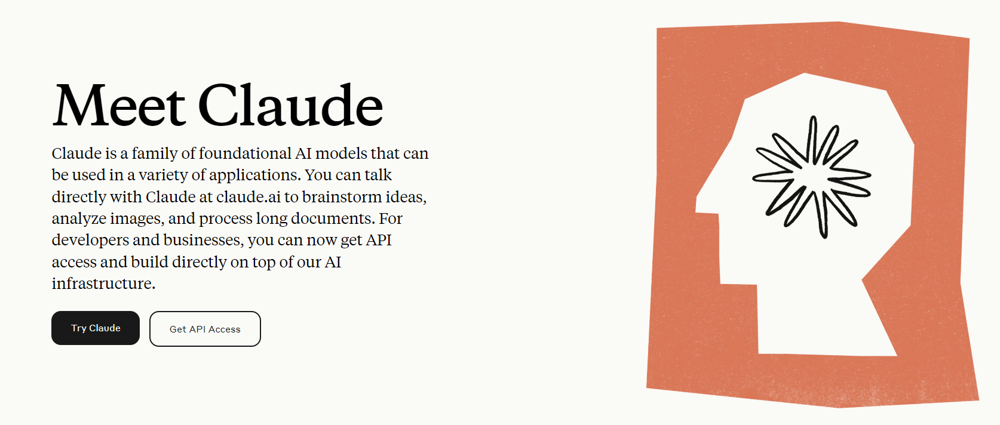 Meet Claude
Claude is a family of foundational AI models that can
be used in a variety of applications. You can talk
directly with Claude at claude.ai to brainstorm ideas,
analyze images, and process long documents. For
developers and businesses, you can now get API
access and build directly on top of our AI
infrastructure.
Try Claude
Get API Access